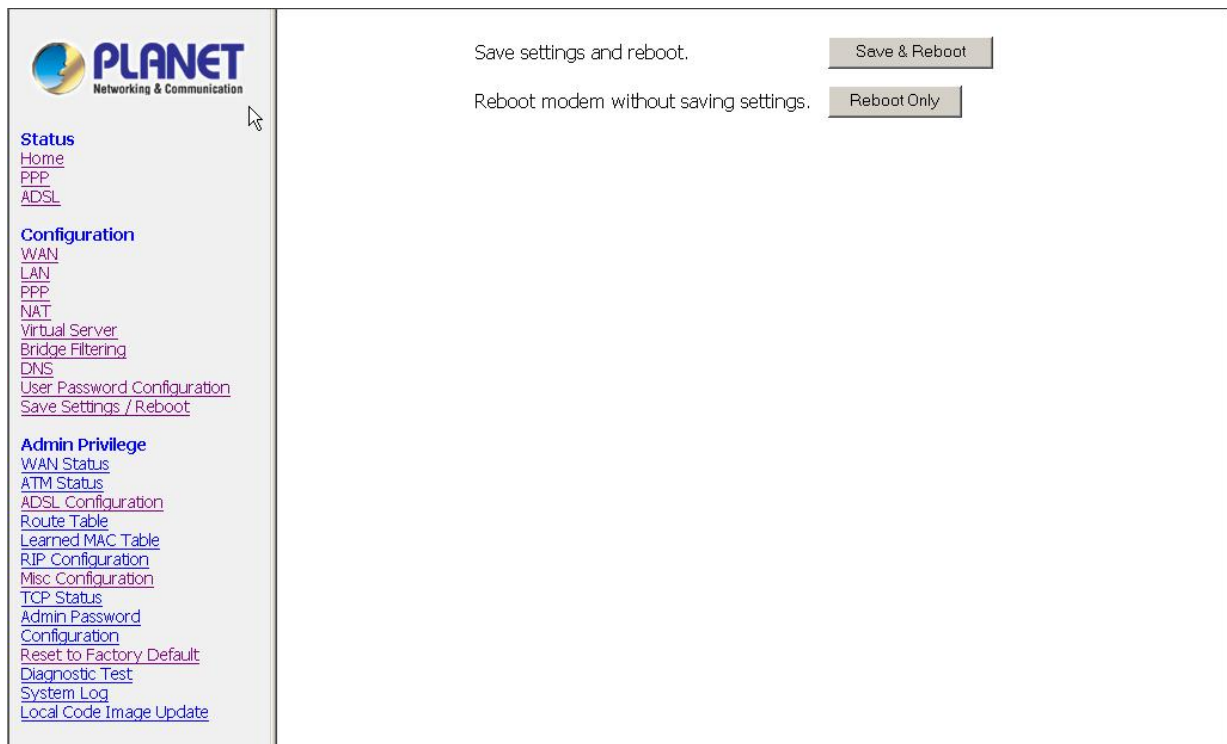 PLANET
Networking & Communication
Status
Home
PPP
ADSL
Configuration
WAN
LAN
PPP
NAT
Virtual Server
Bridge Filtering
DNS
User Password Configuration
Save Settings / Reboot
Admin Privilege
WAN Status
ATM Status
ADSL Configuration
Route Table
Learned MAC Table
RIP Configuration
Misc Configuration
TCP Status
Admin Password
Configuration
Reset to Factory Default
Diagnostic Test
System Log
Local Code Image Update
Save settings and reboot. Save & Reboot
Reboot modem without saving settings. Reboot Only